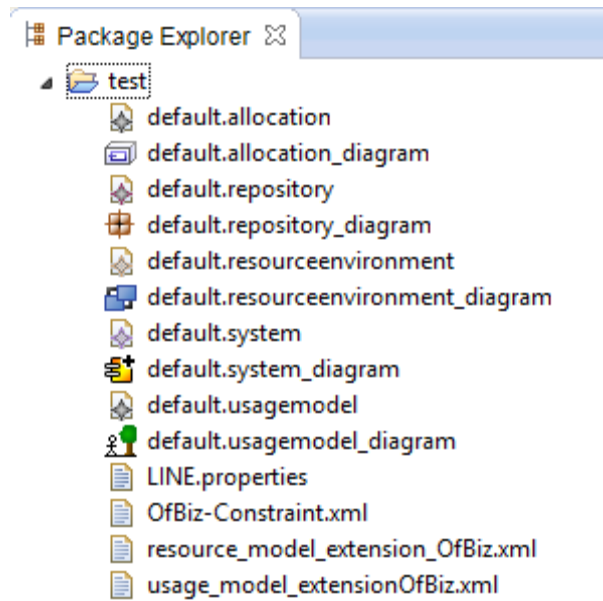 Package Explorer
test
default.allocation
default.allocation_diagram
default.repository
default.repository_diagram
default.resourceenvironment
default.resourceenvironment_diagram
default.system
default.system_diagram
default.usagemodel
default.usagemodel_diagram
LINE.properties
OfBiz-Constraint.xml
resource_model_extension_OfBiz.xml
usage_model_extensionOfBiz.xml